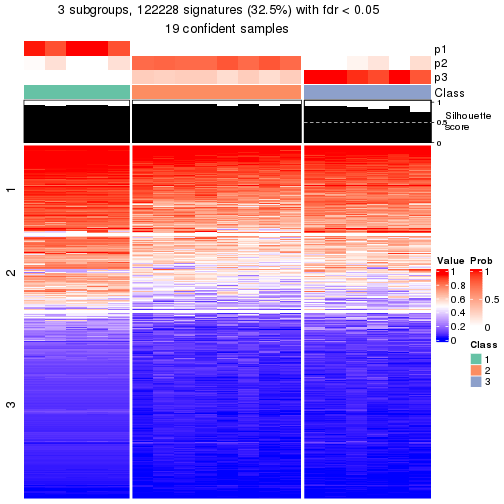 3 subgroups, 122228 signatures (32.5%) with fdr < 0.05
19 confident samples
p1
p2
p3
Class
1
0.5
0
Silhouette
score
1
2
3
Value
1
0.8
0.6
0.4
0.2
0
Prob
1
0.5
0
Class
1
2
3